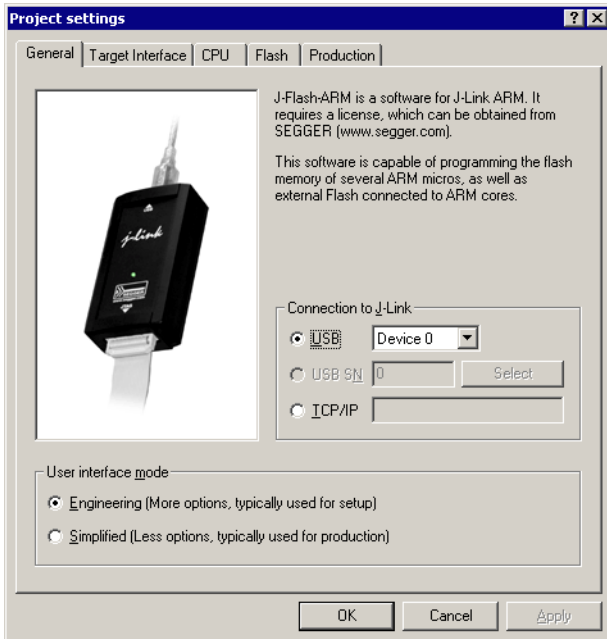 Project settings
General
Target Interface
CPU
Flash
Production
J-Flash-ARM is a software for J-Link ARM. It
requires a license, which can be obtained from
SEGGER (www.segger.com).
This software is capable of programming the flash
memory of several ARM micros, as well as
external Flash connected to ARM cores.
j-link
Connection to J-Link
USB
Device 0
USB SN
0
Select
TCP/IP
User interface mode
Engineering (More options, typically used for setup)
Simplified (Less options, typically used for production)
OK
Cancel
Apply